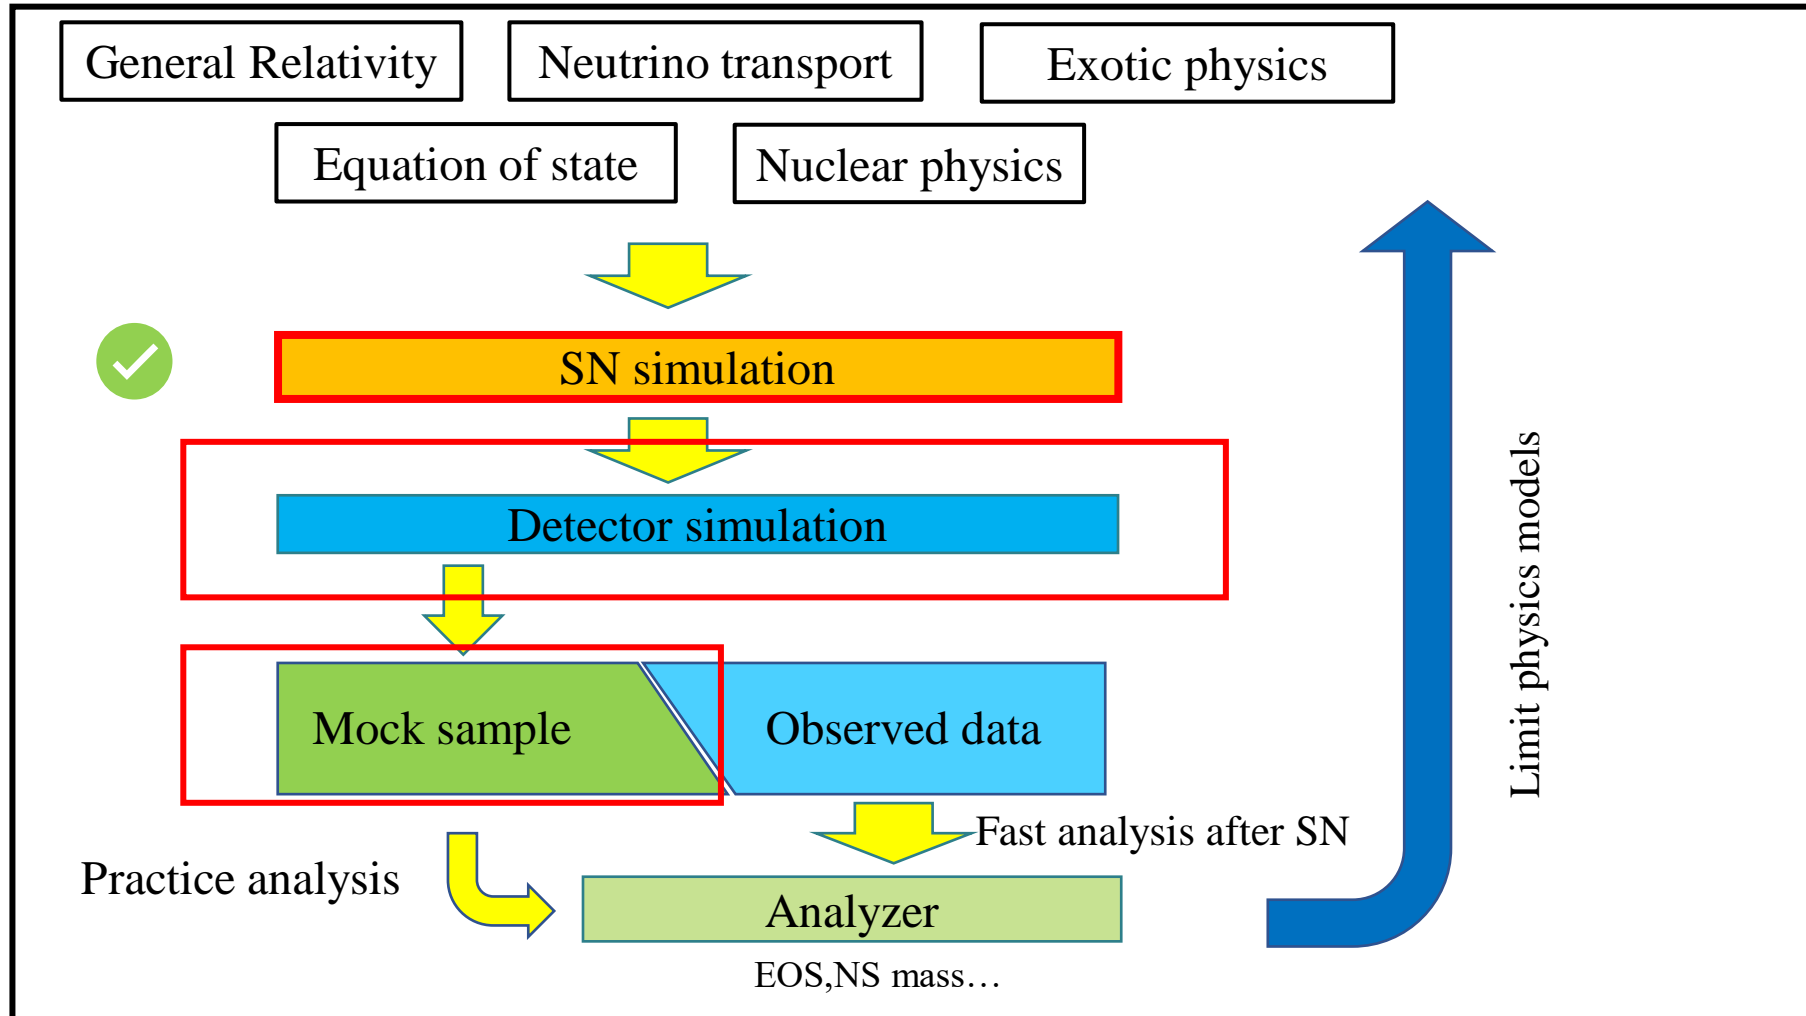 General Relativity
Neutrino transport
Exotic physics
Equation of state
Nuclear physics
SN simulation
Detector simulation
Mock sample
Observed data
Fast analysis after SN
Practice analysis
Analyzer
EOS,NS mass…
Limit physics models